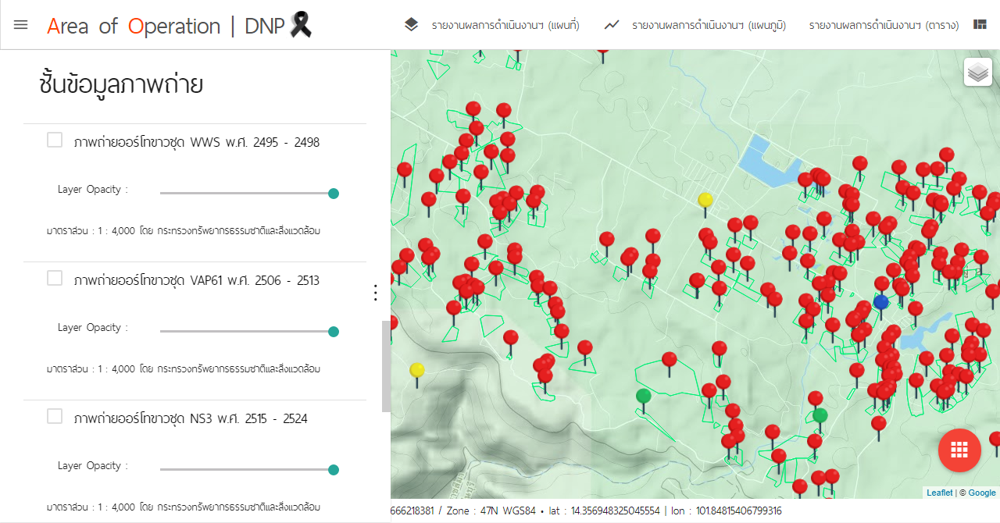 Area of Operation | DNP
รายงานผลการดำเนินงานฯ (แผนที่)
รายงานผลการดำเนินงานฯ (แผนภูมิ)
รายงานผลการดำเนินงานฯ (ตาราง)
ชั้นข้อมูลภาพถ่าย
ภาพถ่ายออร์โทขาวชุด WWS พ.ศ. 2495 - 2498
Layer Opacity :
มาตราส่วน : 1 : 4,000 โดย กระทรวงทรัพยากรธรรมชาติและสิ่งแวดล้อม
ภาพถ่ายออร์โทขาวชุด VAP61 พ.ศ. 2506 - 2513
Layer Opacity :
มาตราส่วน : 1 : 4,000 โดย กระทรวงทรัพยากรธรรมชาติและสิ่งแวดล้อม
ภาพถ่ายออร์โทขาวชุด NS3 พ.ศ. 2515 - 2524
Layer Opacity :
มาตราส่วน : 1 : 4,000 โดย กระทรวงทรัพยากรธรรมชาติและสิ่งแวดล้อม
Leaflet | © Google
666218381 / Zone : 47N WGS84 • lat : 14.356948325045554 | lon : 101.84815406799316